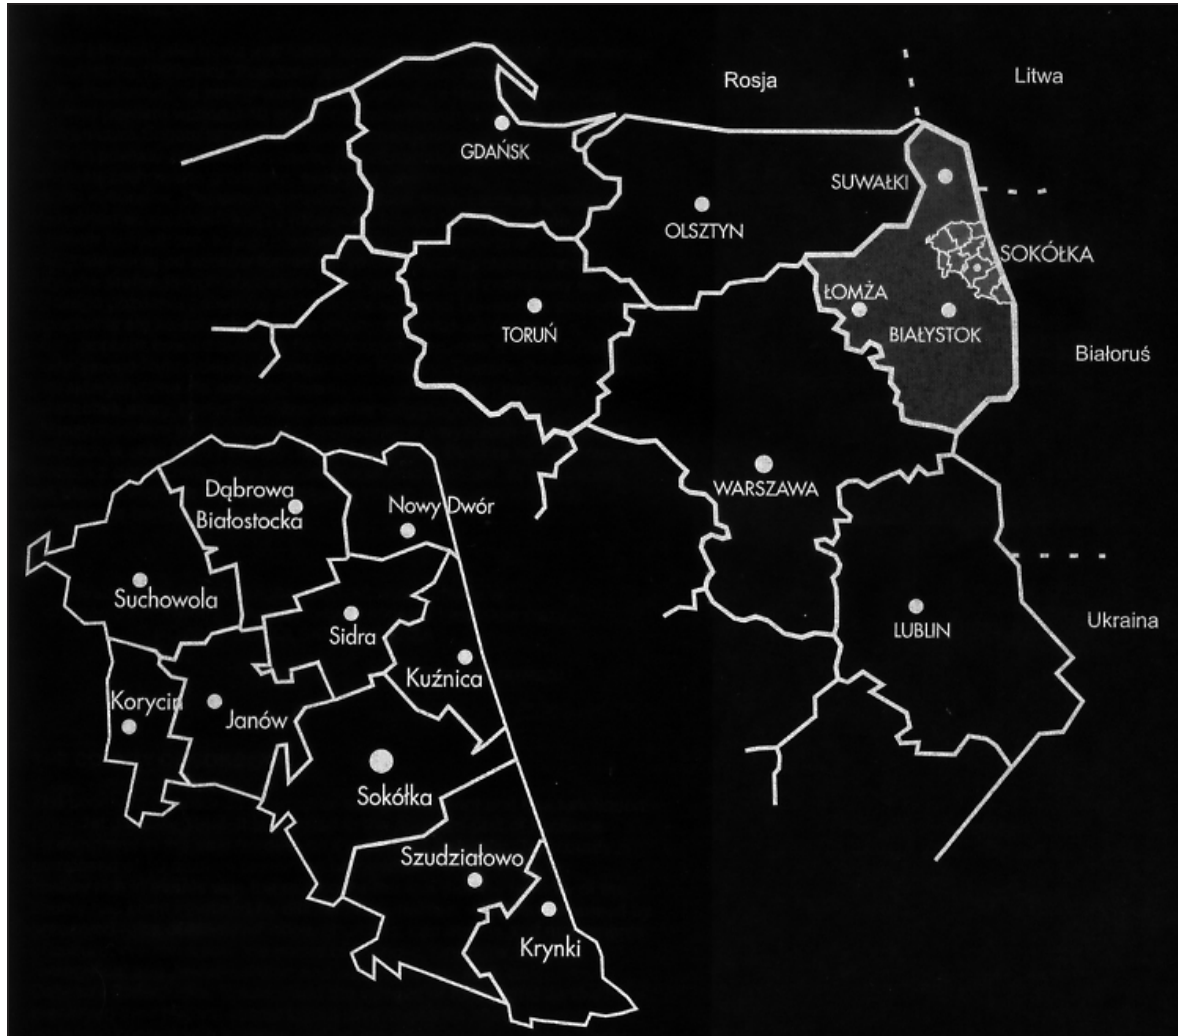 Rosja
Litwa
GDAŃSK
SUWAŁKI
OLSZTYN
SOKÓŁKA
ŁOMŻA
TORUŃ
BIAŁYSTOK
Białoruś
WARSZAWA
Dąbrowa
Białostocka
Nowy Dwór
Suchowola
Sidra
LUBLIN
Ukraina
Kuźnica
Korycin
Janów
Sokółka
Szudziałowo
Krynki